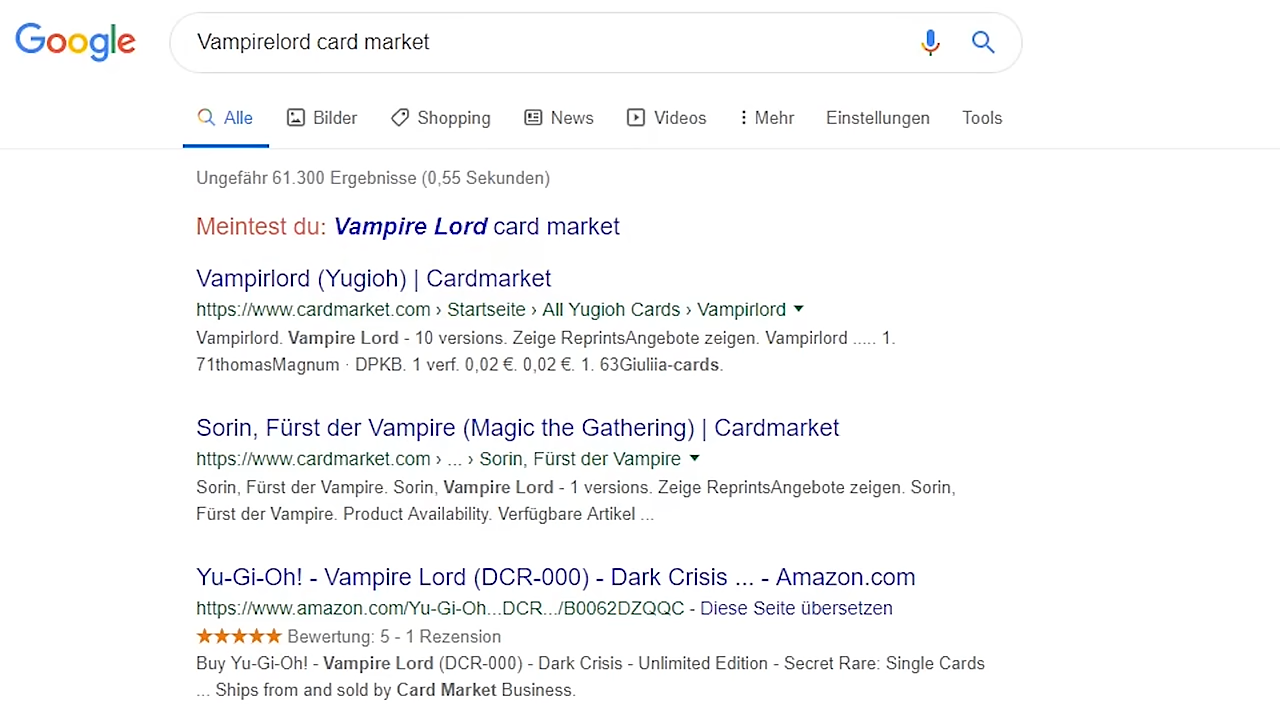 Google
Vampirelord card market
Alle Bilder Shopping News Videos Mehr Einstellungen Tools
Ungefähr 61.300 Ergebnisse (0,55 Sekunden)
Meintest du: Vampire Lord card market
Vampirlord (Yugioh) | Cardmarket
https://www.cardmarket.com › Startseite › All Yugioh Cards › Vampirlord
Vampirlord. Vampire Lord - 10 versions. Zeige ReprintsAngebote zeigen. Vampirlord ..... 1.
71thomasMagnum · DPKB. 1 verf. 0,02 €. 0,02 €. 1. 63Giuliia-cards.
Sorin, Fürst der Vampire (Magic the Gathering) | Cardmarket
https://www.cardmarket.com › ... › Sorin, Fürst der Vampire
Sorin, Fürst der Vampire. Sorin, Vampire Lord - 1 versions. Zeige ReprintsAngebote zeigen. Sorin,
Fürst der Vampire. Product Availability. Verfügbare Artikel ...
Yu-Gi-Oh! - Vampire Lord (DCR-000) - Dark Crisis ... - Amazon.com
https://www.amazon.com/Yu-Gi-Oh...DCR.../B0062DZQQC - Diese Seite übersetzen
Bewertung: 5 - 1 Rezension
Buy Yu-Gi-Oh! - Vampire Lord (DCR-000) - Dark Crisis - Unlimited Edition - Secret Rare: Single Cards
... Ships from and sold by Card Market Business.